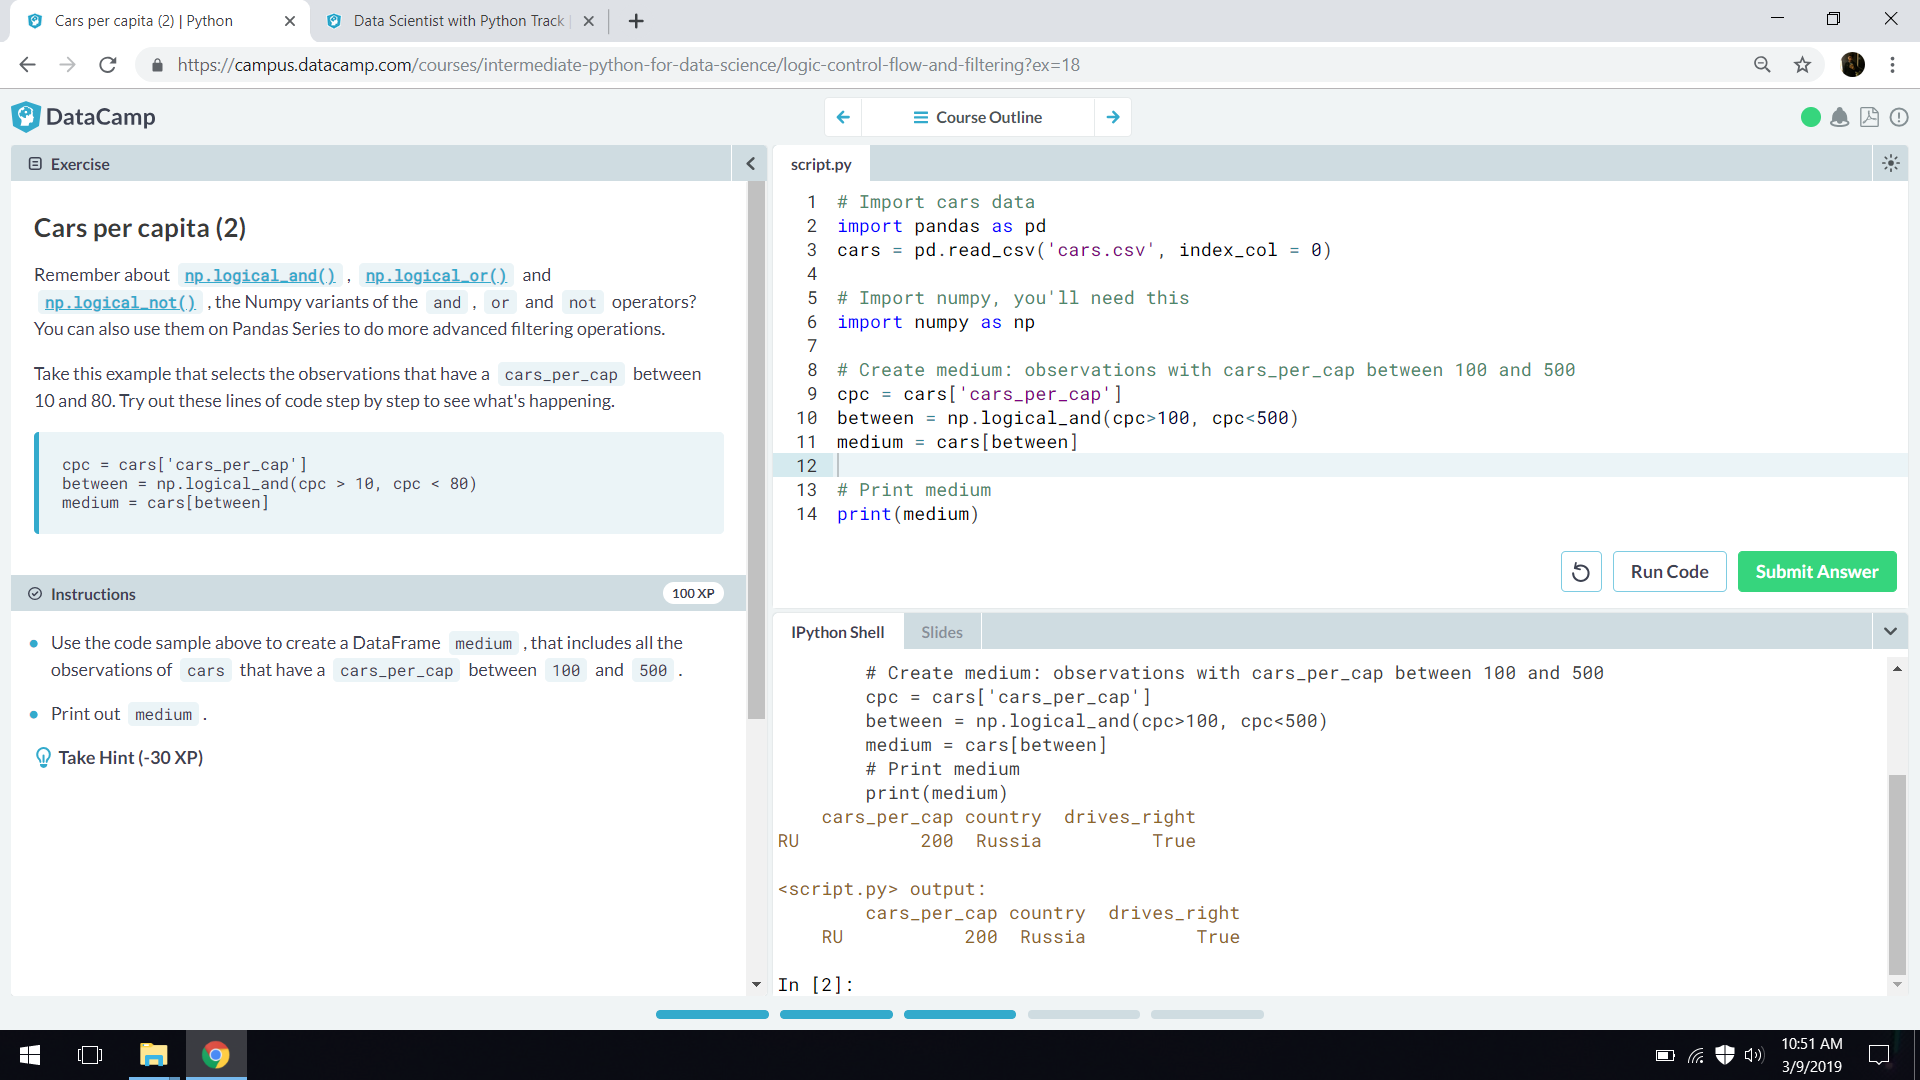 Cars per capita (2) | Python
Data Scientist with Python Track
https://campus.datacamp.com/courses/intermediate-python-for-data-science/logic-control-flow-and-filtering?ex=18
DataCamp
Course Outline
Exercise
Cars per capita (2)
Remember about np.logical_and() , np.logical_or() and
np.logical_not() , the Numpy variants of the and , or and not operators?
You can also use them on Pandas Series to do more advanced filtering operations.
Take this example that selects the observations that have a cars_per_cap between
10 and 80. Try out these lines of code step by step to see what's happening.
cpc = cars['cars_per_cap']
between = np.logical_and(cpc > 10, cpc < 80)
medium = cars[between]
Instructions
100 XP
Use the code sample above to create a DataFrame medium , that includes all the
observations of cars that have a cars_per_cap between 100 and 500 .
Print out medium .
Take Hint (-30 XP)
script.py
1 # Import cars data
2 import pandas as pd
3 cars = pd.read_csv('cars.csv', index_col = 0)
4
5 # Import numpy, you'll need this
6 import numpy as np
7
8 # Create medium: observations with cars_per_cap between 100 and 500
9 cpc = cars['cars_per_cap']
10 between = np.logical_and(cpc>100, cpc<500)
11 medium = cars[between]
12
13 # Print medium
14 print(medium)
Run Code
Submit Answer
IPython Shell
Slides
# Create medium: observations with cars_per_cap between 100 and 500
cpc = cars['cars_per_cap']
between = np.logical_and(cpc>100, cpc<500)
medium = cars[between]
# Print medium
print(medium)
cars_per_cap country drives_right
RU 200 Russia True
<script.py> output:
cars_per_cap country drives_right
RU 200 Russia True
In [2]:
10:51 AM
3/9/2019